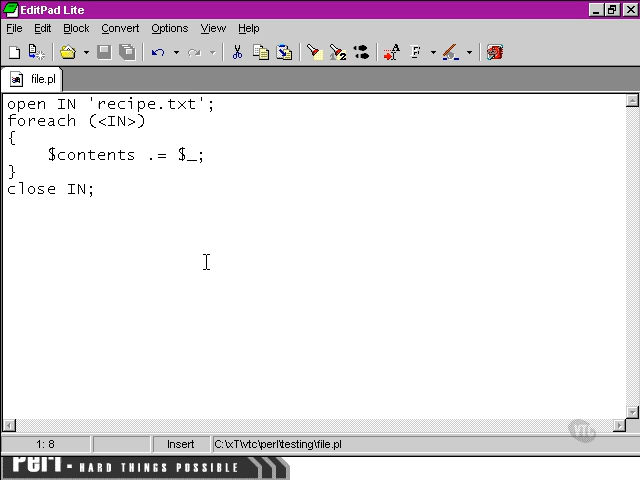 EditPad Lite
File Edit Block Convert Options View Help
file.pl
open IN 'recipe.txt';
foreach (<IN>)
{
$contents .= $_;
}
close IN;
1: 8 Insert C:\xT\vtc\perl\testing\file.pl
VTC
Perl - HARD THINGS POSSIBLE